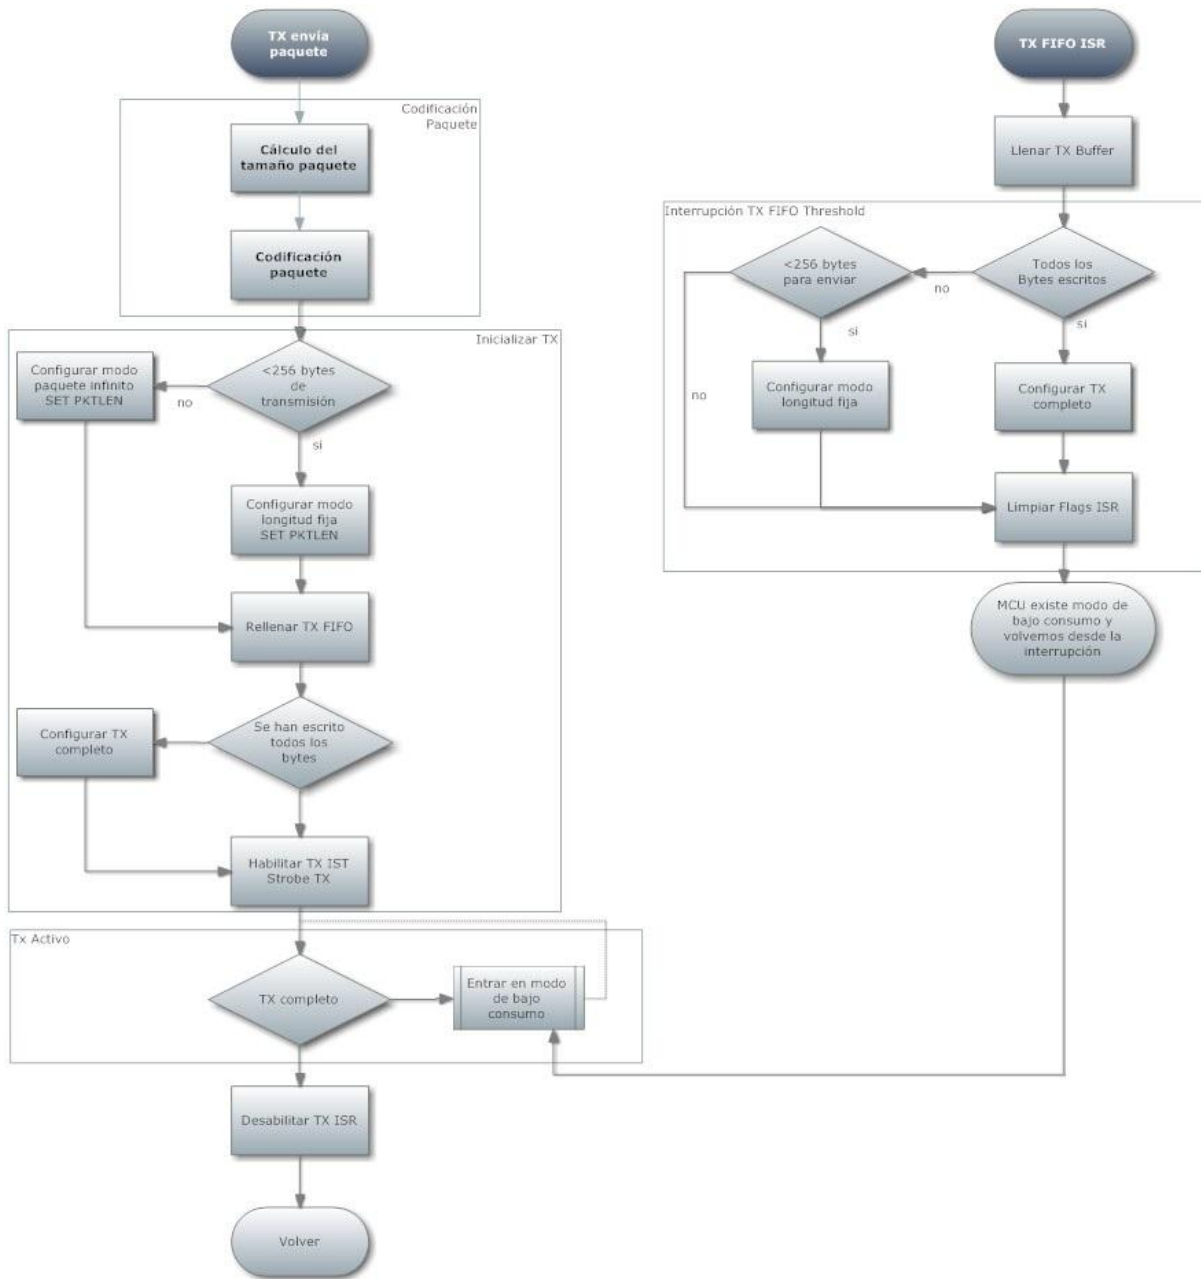 TX envía
paquete
Codificación
Paquete
Cálculo del
tamaño paquete
Codificación
paquete
Inicializar TX
<256 bytes
de
transmisión
no
si
Configurar modo
paquete infinito
SET PKTLEN
Configurar modo
longitud fija
SET PKTLEN
Rellenar TX FIFO
Se han escrito
todos los
bytes
Configurar TX
completo
Habilitar TX IST
Strobe TX
Tx Activo
TX completo
Entrar en modo
de bajo
consumo
Desabilitar TX ISR
Volver
TX FIFO ISR
Llenar TX Buffer
Interrupción TX FIFO Threshold
<256 bytes
para enviar
Todos los
Bytes escritos
no
si
si
no
Configurar modo
longitud fija
Configurar TX
completo
Limpiar Flags ISR
MCU existe modo de
bajo consumo y
volvemos desde la
interrupción